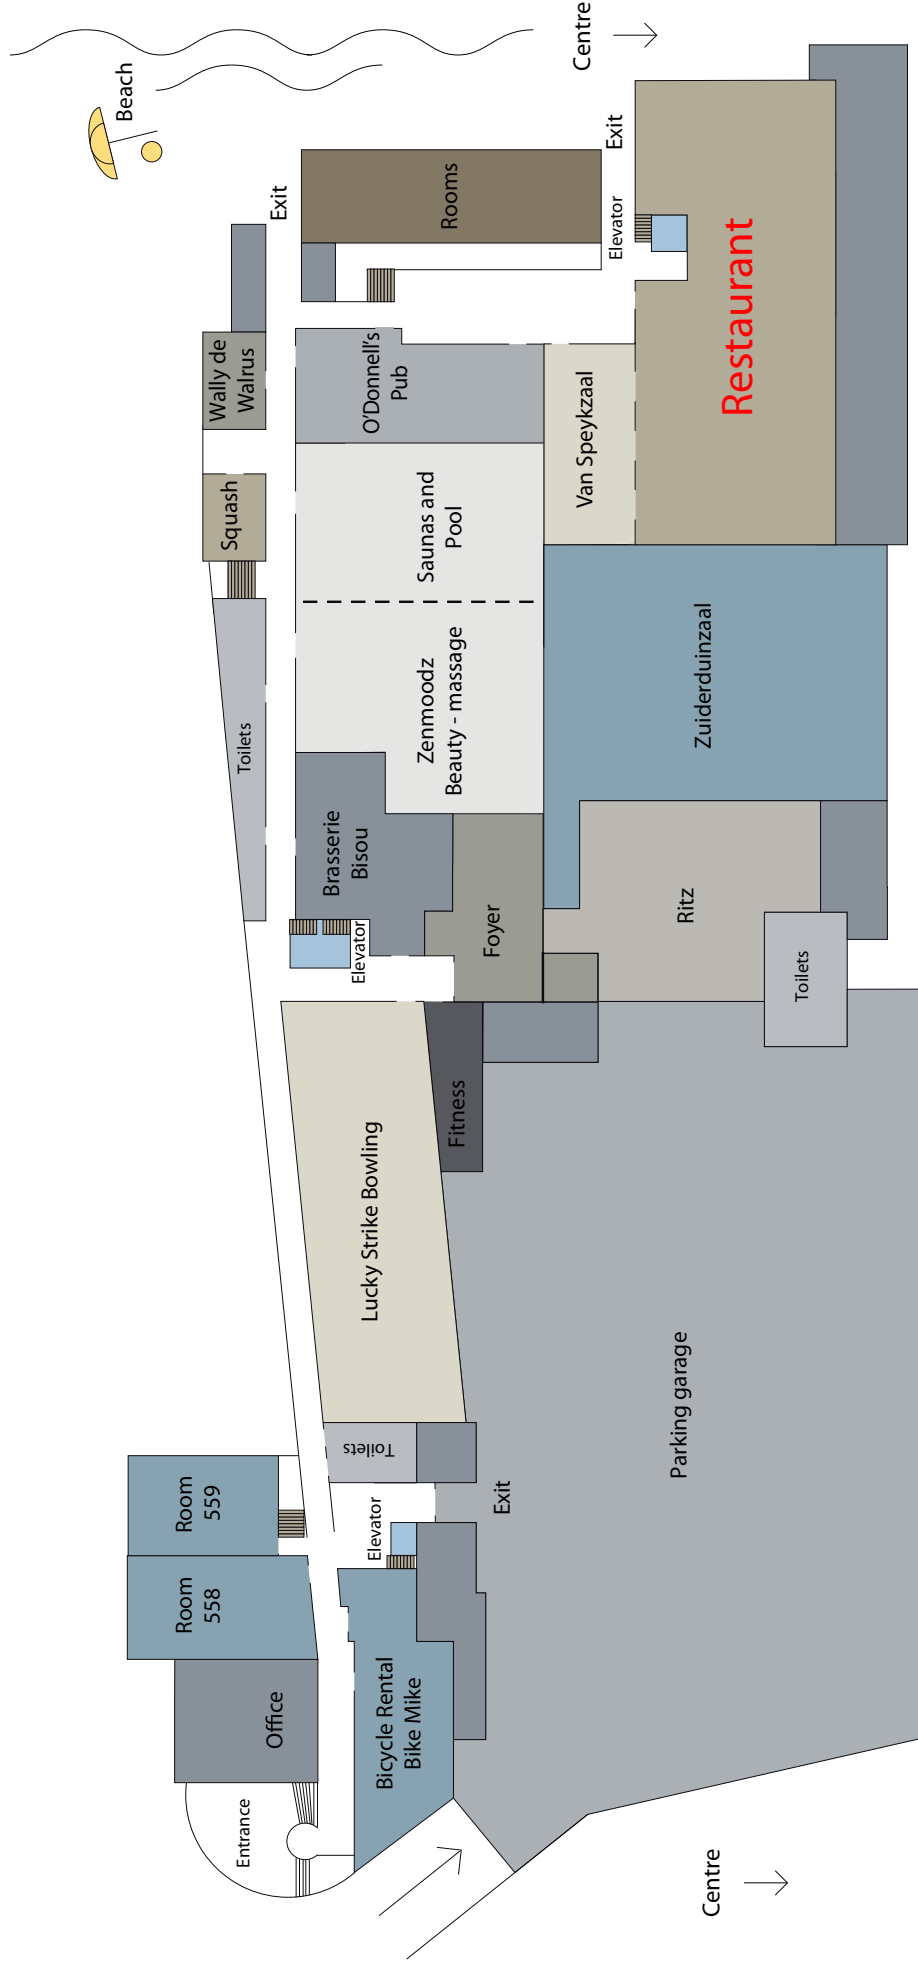 Beach
Centre
Exit
Exit
Rooms
Elevator
Restaurant
Wally de
Walrus
O'Donnell's
Pub
Van Speykzaal
Squash
Saunas and
Pool
Zenmoodz
Beauty - massage
Zuiderduinzaal
Toilets
Brasserie
Bisou
Elevator
Foyer
Ritz
Toilets
Fitness
Lucky Strike Bowling
Parking garage
Toilets
Exit
Elevator
Room
559
Room
558
Office
Bicycle Rental
Bike Mike
Entrance
Centre